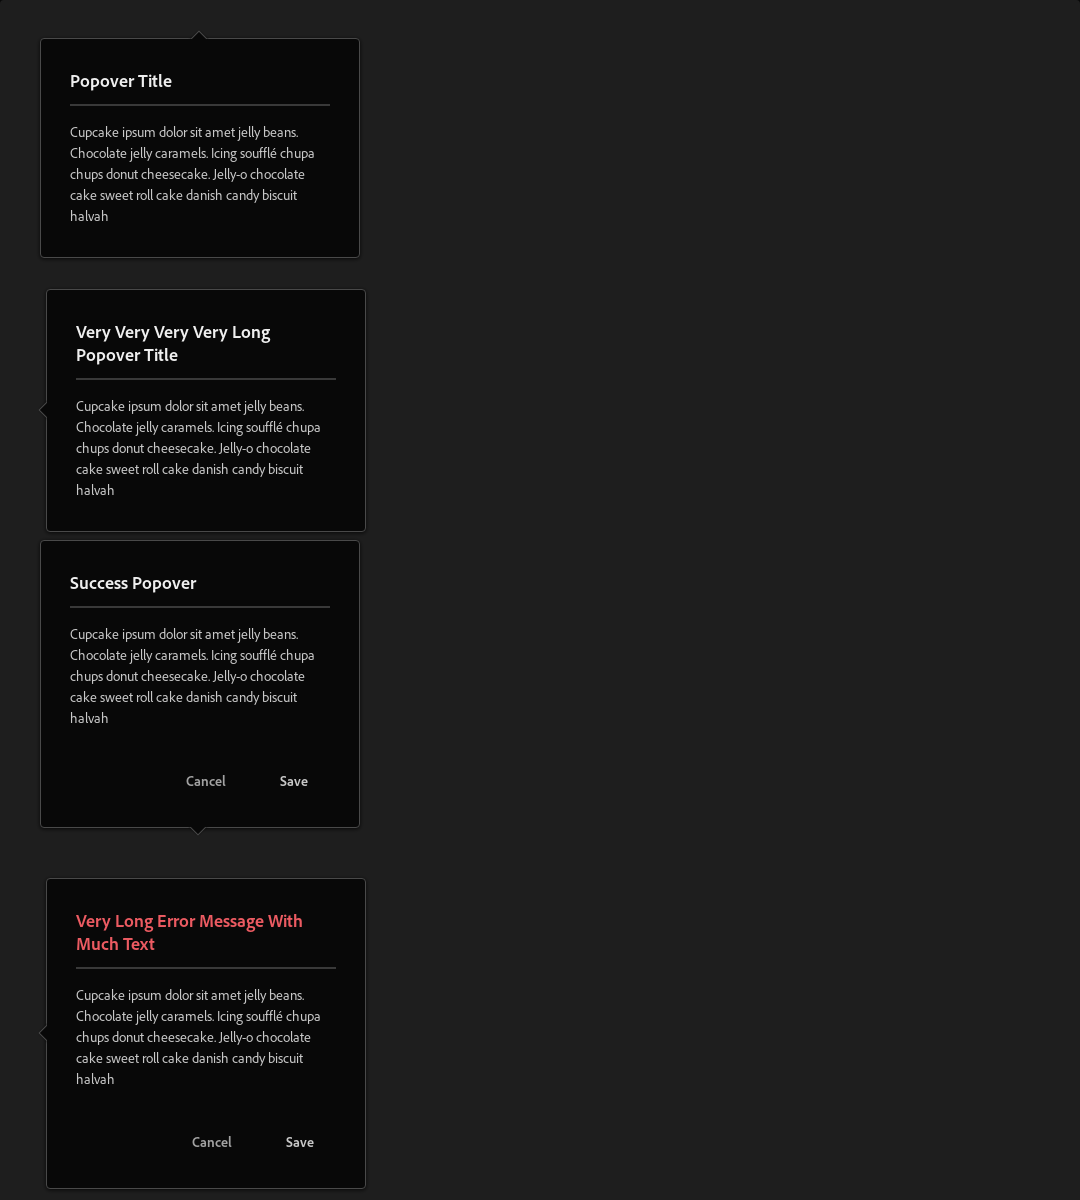 Popover Title
Cupcake ipsum dolor sit amet jelly beans.
Chocolate jelly caramels. Icing soufflé chupa
chups donut cheesecake. Jelly-o chocolate
cake sweet roll cake danish candy biscuit
halvah
Very Very Very Very Long
Popover Title
Cupcake ipsum dolor sit amet jelly beans.
Chocolate jelly caramels. Icing soufflé chupa
chups donut cheesecake. Jelly-o chocolate
cake sweet roll cake danish candy biscuit
halvah
Success Popover
Cupcake ipsum dolor sit amet jelly beans.
Chocolate jelly caramels. Icing soufflé chupa
chups donut cheesecake. Jelly-o chocolate
cake sweet roll cake danish candy biscuit
halvah
Cancel Save
Very Long Error Message With
Much Text
Cupcake ipsum dolor sit amet jelly beans.
Chocolate jelly caramels. Icing soufflé chupa
chups donut cheesecake. Jelly-o chocolate
cake sweet roll cake danish candy biscuit
halvah
Cancel Save